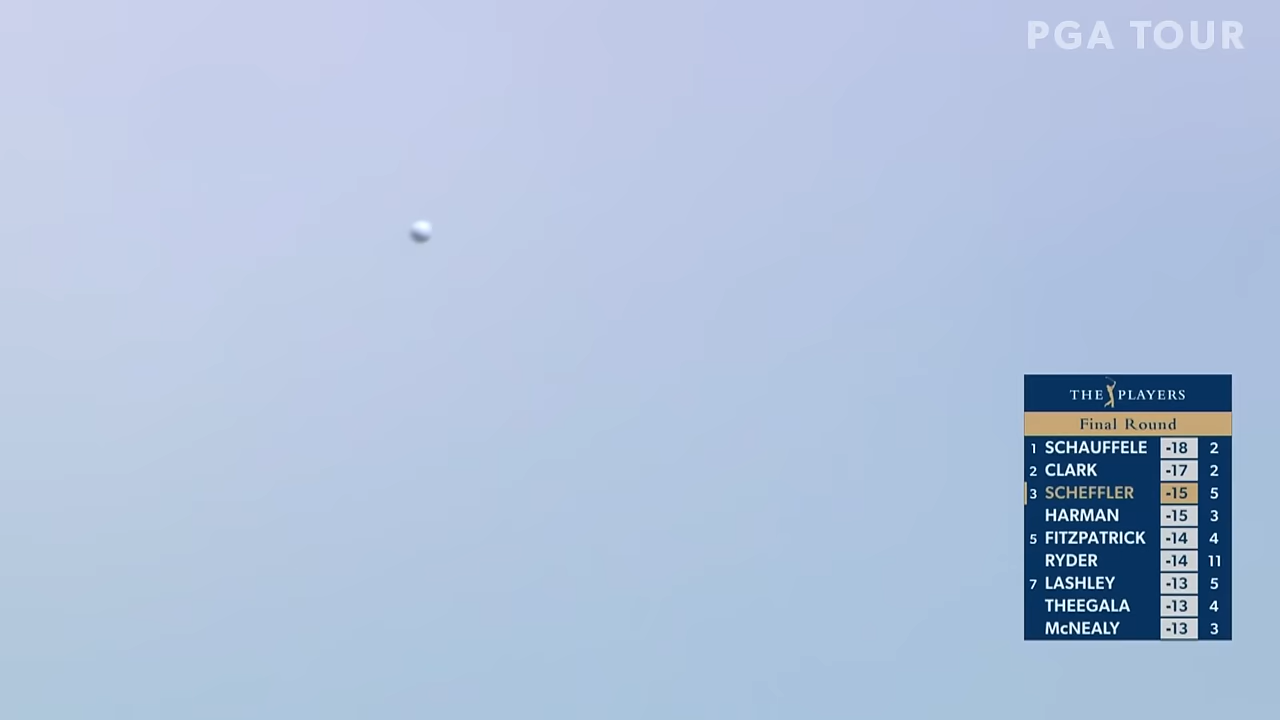 PGA TOUR
THE PLAYERS
Final Round
1 SCHAUFFELE -18 2
2 CLARK -17 2
3 SCHEFFLER -15 5
HARMAN -15 3
5 FITZPATRICK -14 4
RYDER -14 11
7 LASHLEY -13 5
THEEGALA -13 4
McNEALY -13 3